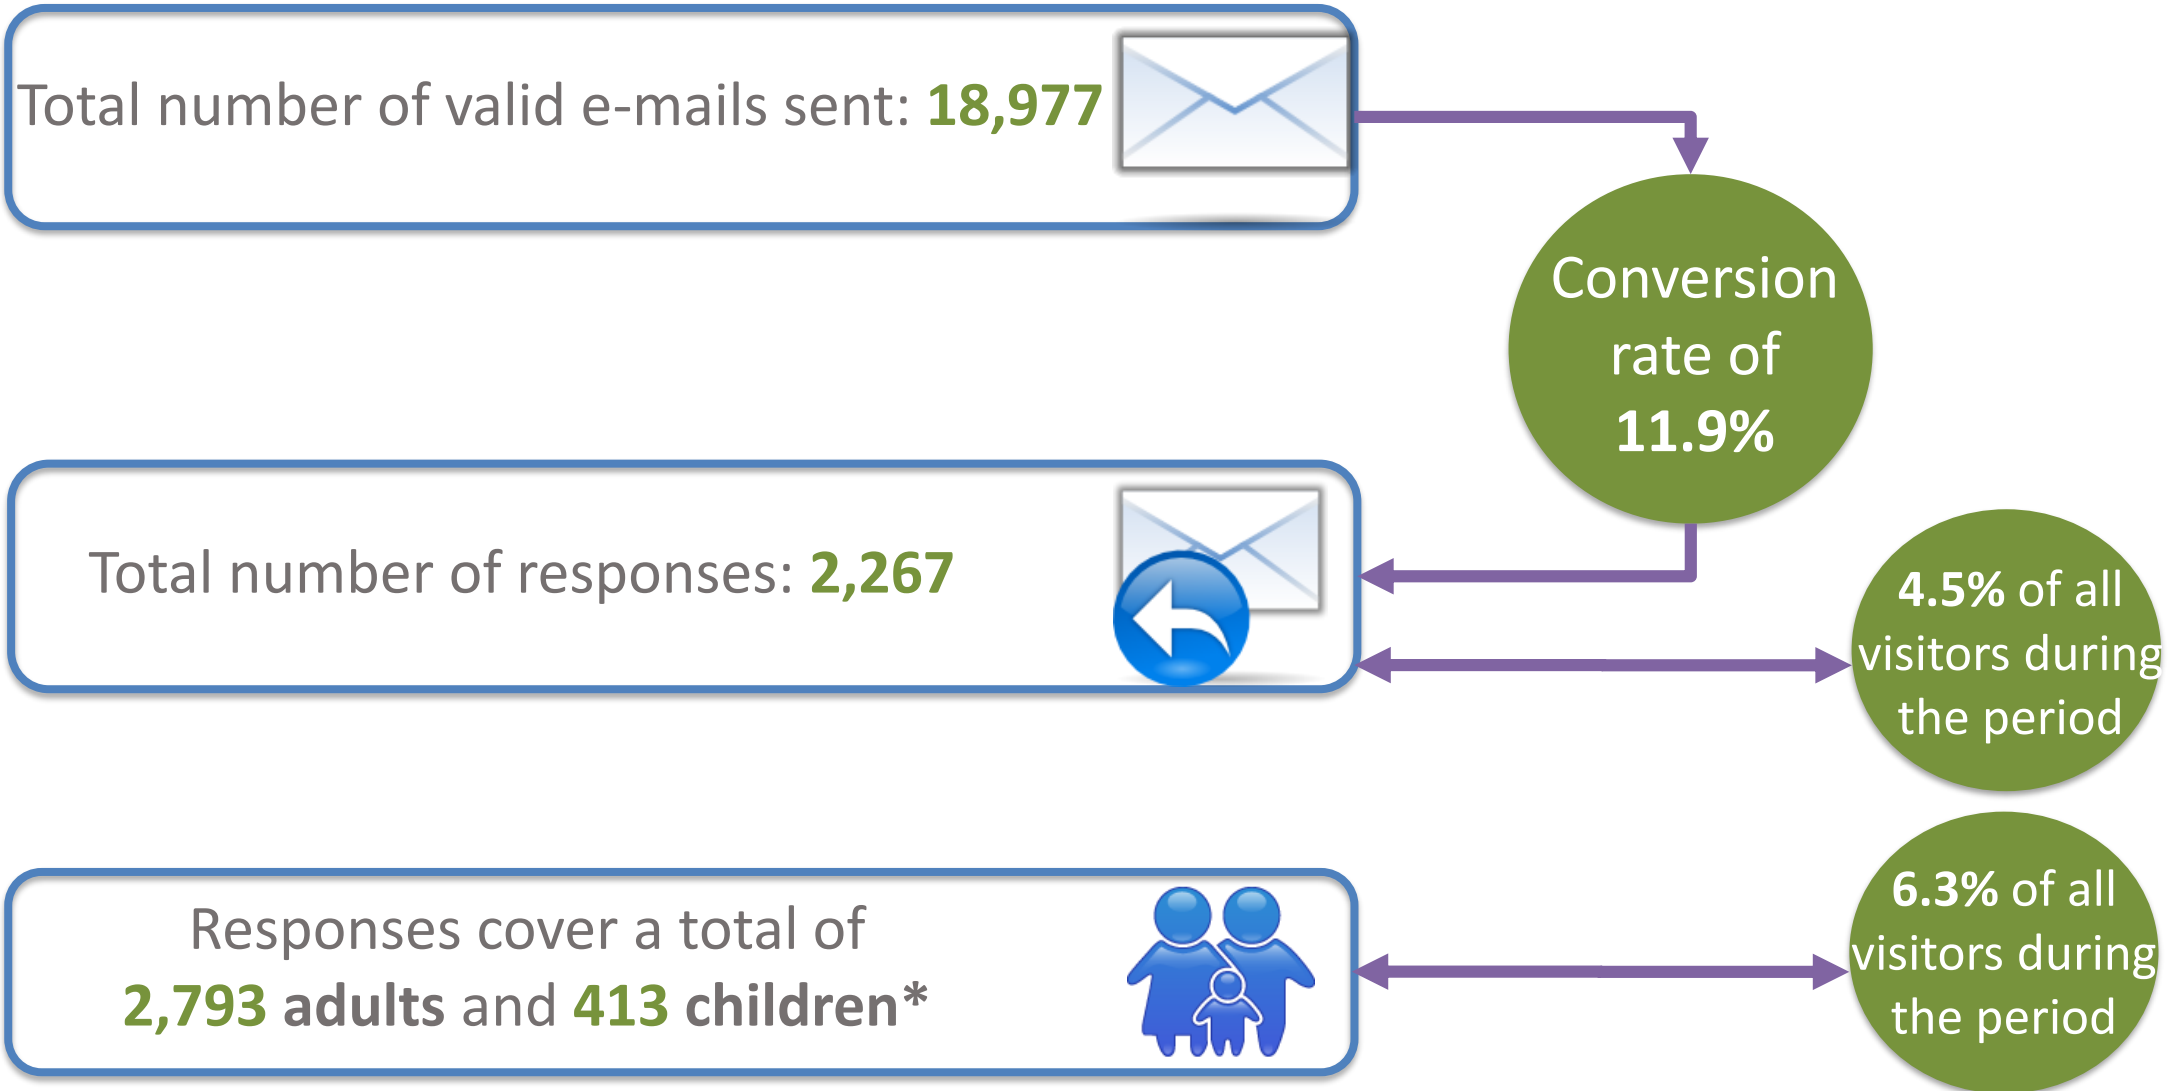 Total number of valid e-mails sent: 18,977
Conversion
rate of
11.9%
Total number of responses: 2,267
4.5% of all
visitors during
the period
Responses cover a total of
2,793 adults and 413 children*
6.3% of all
visitors during
the period